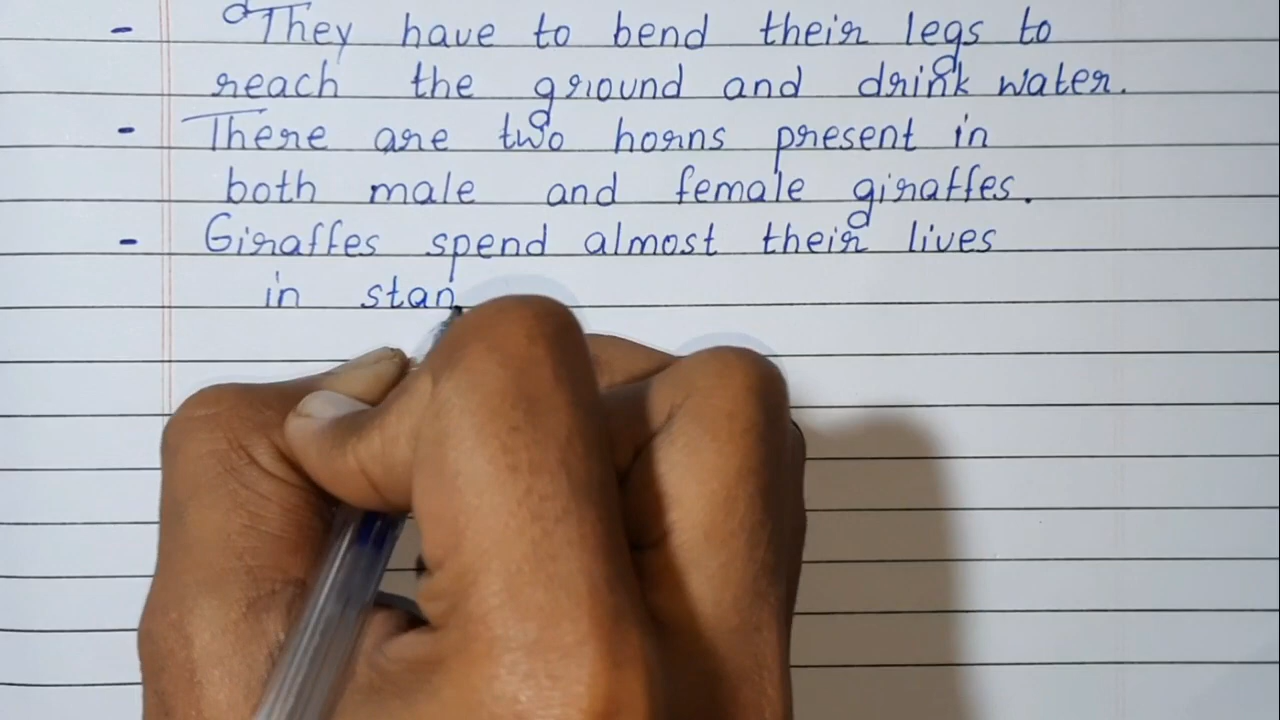 - They have to bend their legs to
reach the ground and drink water.
- There are two horns present in
both male and female giraffes.
- Giraffes spend almost their lives
in stan